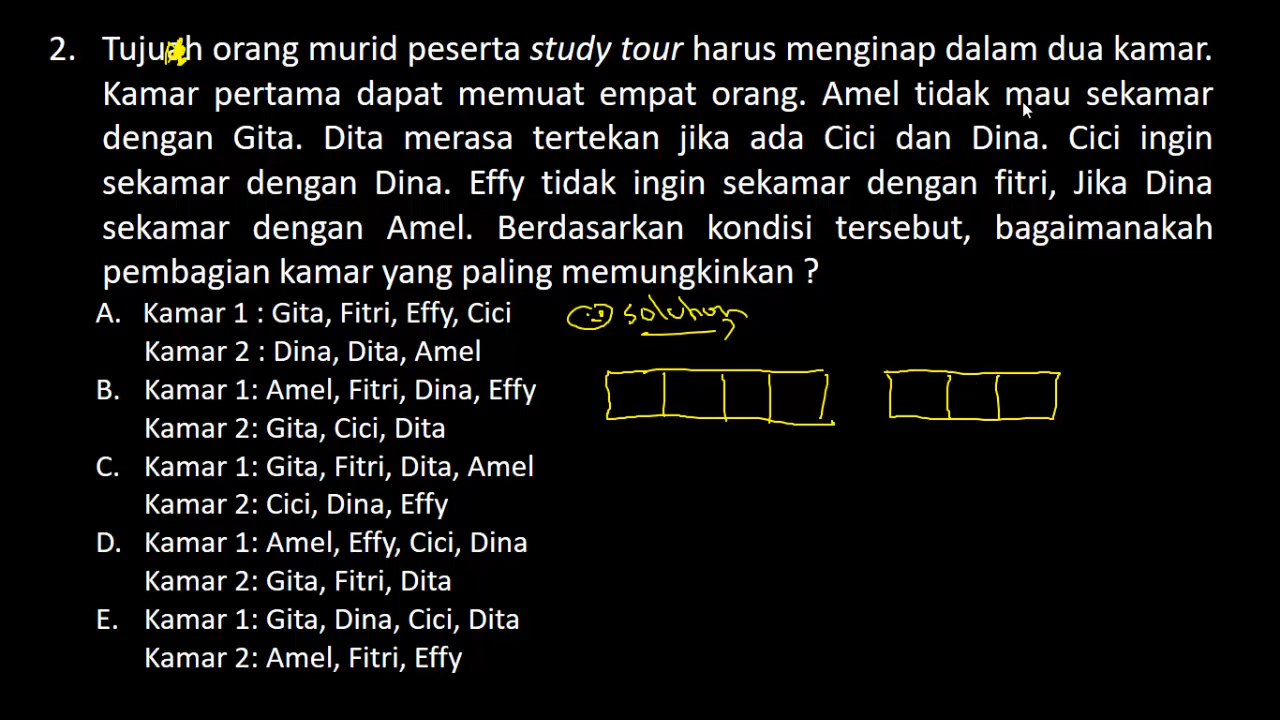 2. Tujuah orang murid peserta study tour harus menginap dalam dua kamar.
Kamar pertama dapat memuat empat orang. Amel tidak mau sekamar
dengan Gita. Dita merasa tertekan jika ada Cici dan Dina. Cici ingin
sekamar dengan Dina. Effy tidak ingin sekamar dengan fitri, Jika Dina
sekamar dengan Amel. Berdasarkan kondisi tersebut, bagaimanakah
pembagian kamar yang paling memungkinkan ?
A. Kamar 1 : Gita, Fitri, Effy, Cici
Kamar 2 : Dina, Dita, Amel
B. Kamar 1: Amel, Fitri, Dina, Effy
Kamar 2: Gita, Cici, Dita
C. Kamar 1: Gita, Fitri, Dita, Amel
Kamar 2: Cici, Dina, Effy
D. Kamar 1: Amel, Effy, Cici, Dina
Kamar 2: Gita, Fitri, Dita
E. Kamar 1: Gita, Dina, Cici, Dita
Kamar 2: Amel, Fitri, Effy
solution